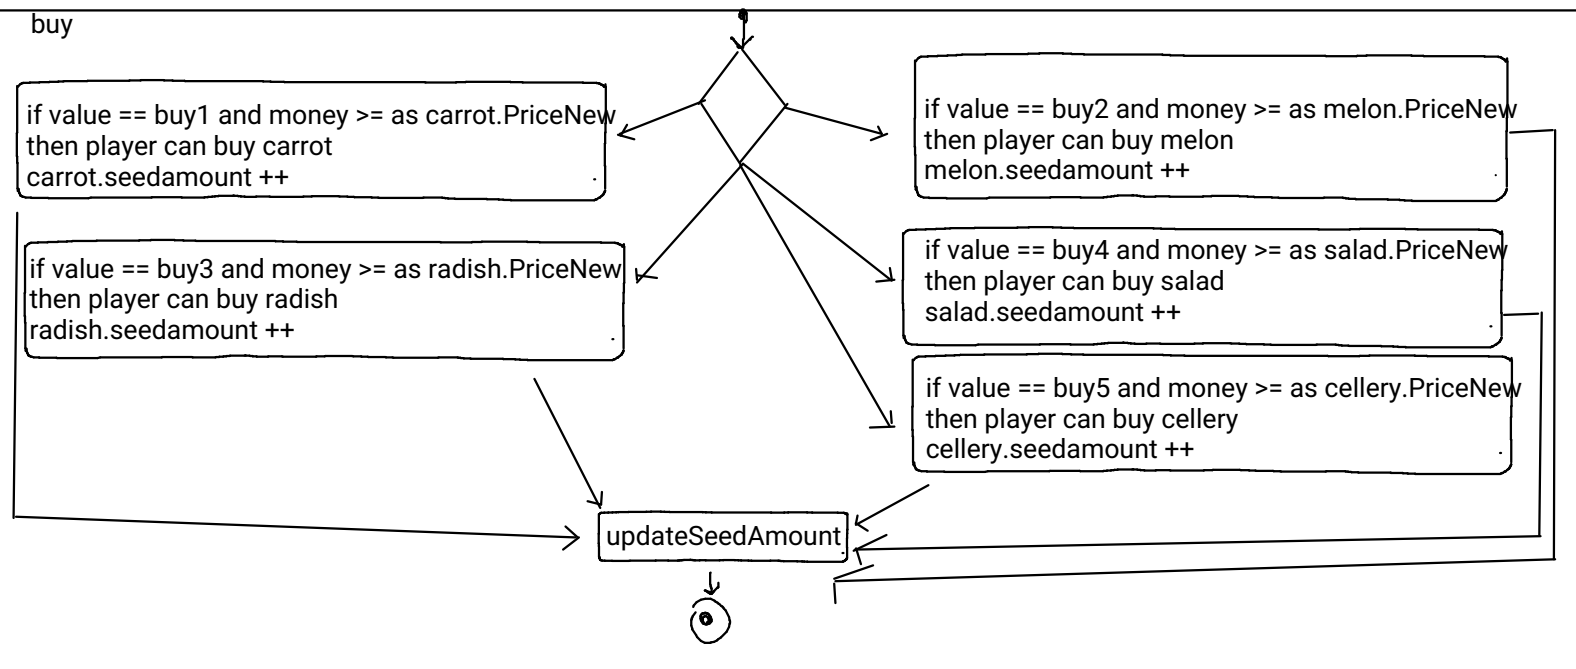 buy
if value == buy1 and money >= as carrot.PriceNew
then player can buy carrot
carrot.seedamount ++
if value == buy2 and money >= as melon.PriceNew
then player can buy melon
melon.seedamount ++
if value == buy3 and money >= as radish.PriceNew
then player can buy radish
radish.seedamount ++
if value == buy4 and money >= as salad.PriceNew
then player can buy salad
salad.seedamount ++
if value == buy5 and money >= as cellery.PriceNew
then player can buy cellery
cellery.seedamount ++
updateSeedAmount